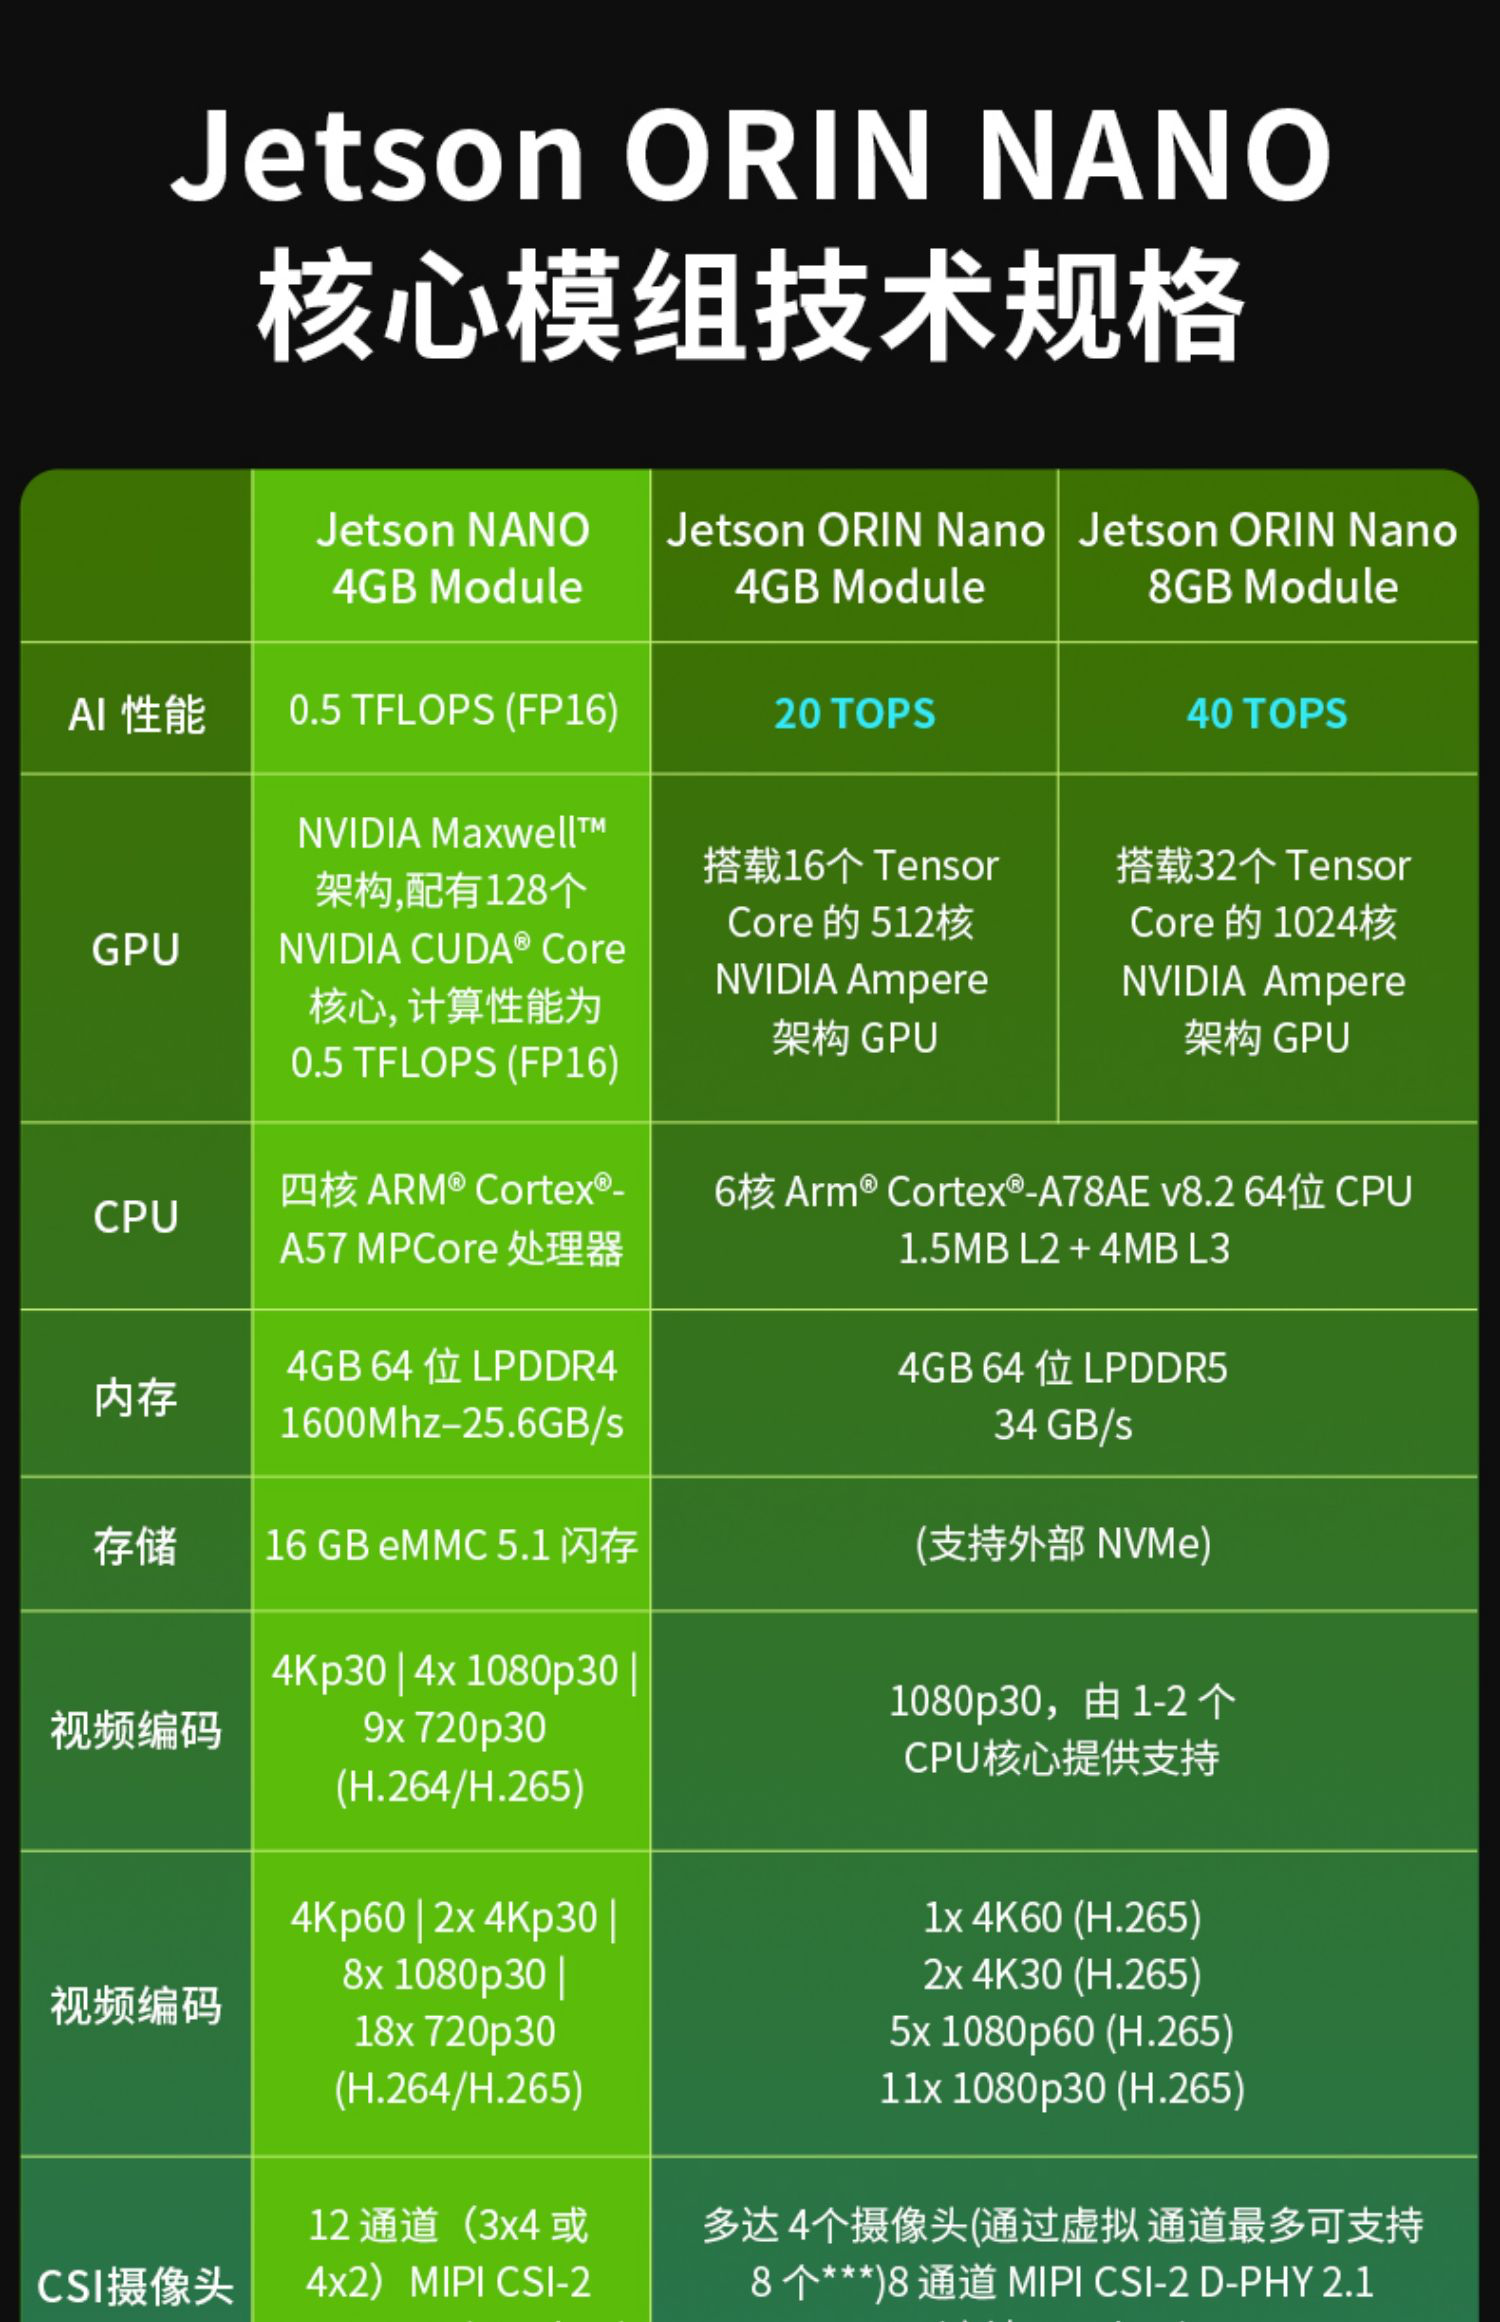 Jetson ORIN NANO
核心模组技术规格
Jetson NANO
4GB Module
Jetson ORIN Nano
4GB Module
Jetson ORIN Nano
8GB Module
AI 性能
0.5 TFLOPS (FP16)
20 TOPS
40 TOPS
GPU
NVIDIA Maxwell™
架构,配有128个
NVIDIA CUDA® Core
核心, 计算性能为
0.5 TFLOPS (FP16)
搭载16个 Tensor
Core 的 512核
NVIDIA Ampere
架构 GPU
搭载32个 Tensor
Core 的 1024核
NVIDIA Ampere
架构 GPU
CPU
四核 ARM® Cortex®-
A57 MPCore 处理器
6核 Arm® Cortex®-A78AE v8.2 64位 CPU
1.5MB L2 + 4MB L3
内存
4GB 64 位 LPDDR4
1600Mhz–25.6GB/s
4GB 64 位 LPDDR5
34 GB/s
存储
16 GB eMMC 5.1 闪存
(支持外部 NVMe)
视频编码
4Kp30 | 4x 1080p30 |
9x 720p30
(H.264/H.265)
1080p30，由 1-2 个
CPU核心提供支持
视频编码
4Kp60 | 2x 4Kp30 |
8x 1080p30 |
18x 720p30
(H.264/H.265)
1x 4K60 (H.265)
2x 4K30 (H.265)
5x 1080p60 (H.265)
11x 1080p30 (H.265)
CSI摄像头
12 通道（3x4 或
4x2）MIPI CSI-2
多达 4个摄像头(通过虚拟 通道最多可支持
8 个***)8 通道 MIPI CSI-2 D-PHY 2.1